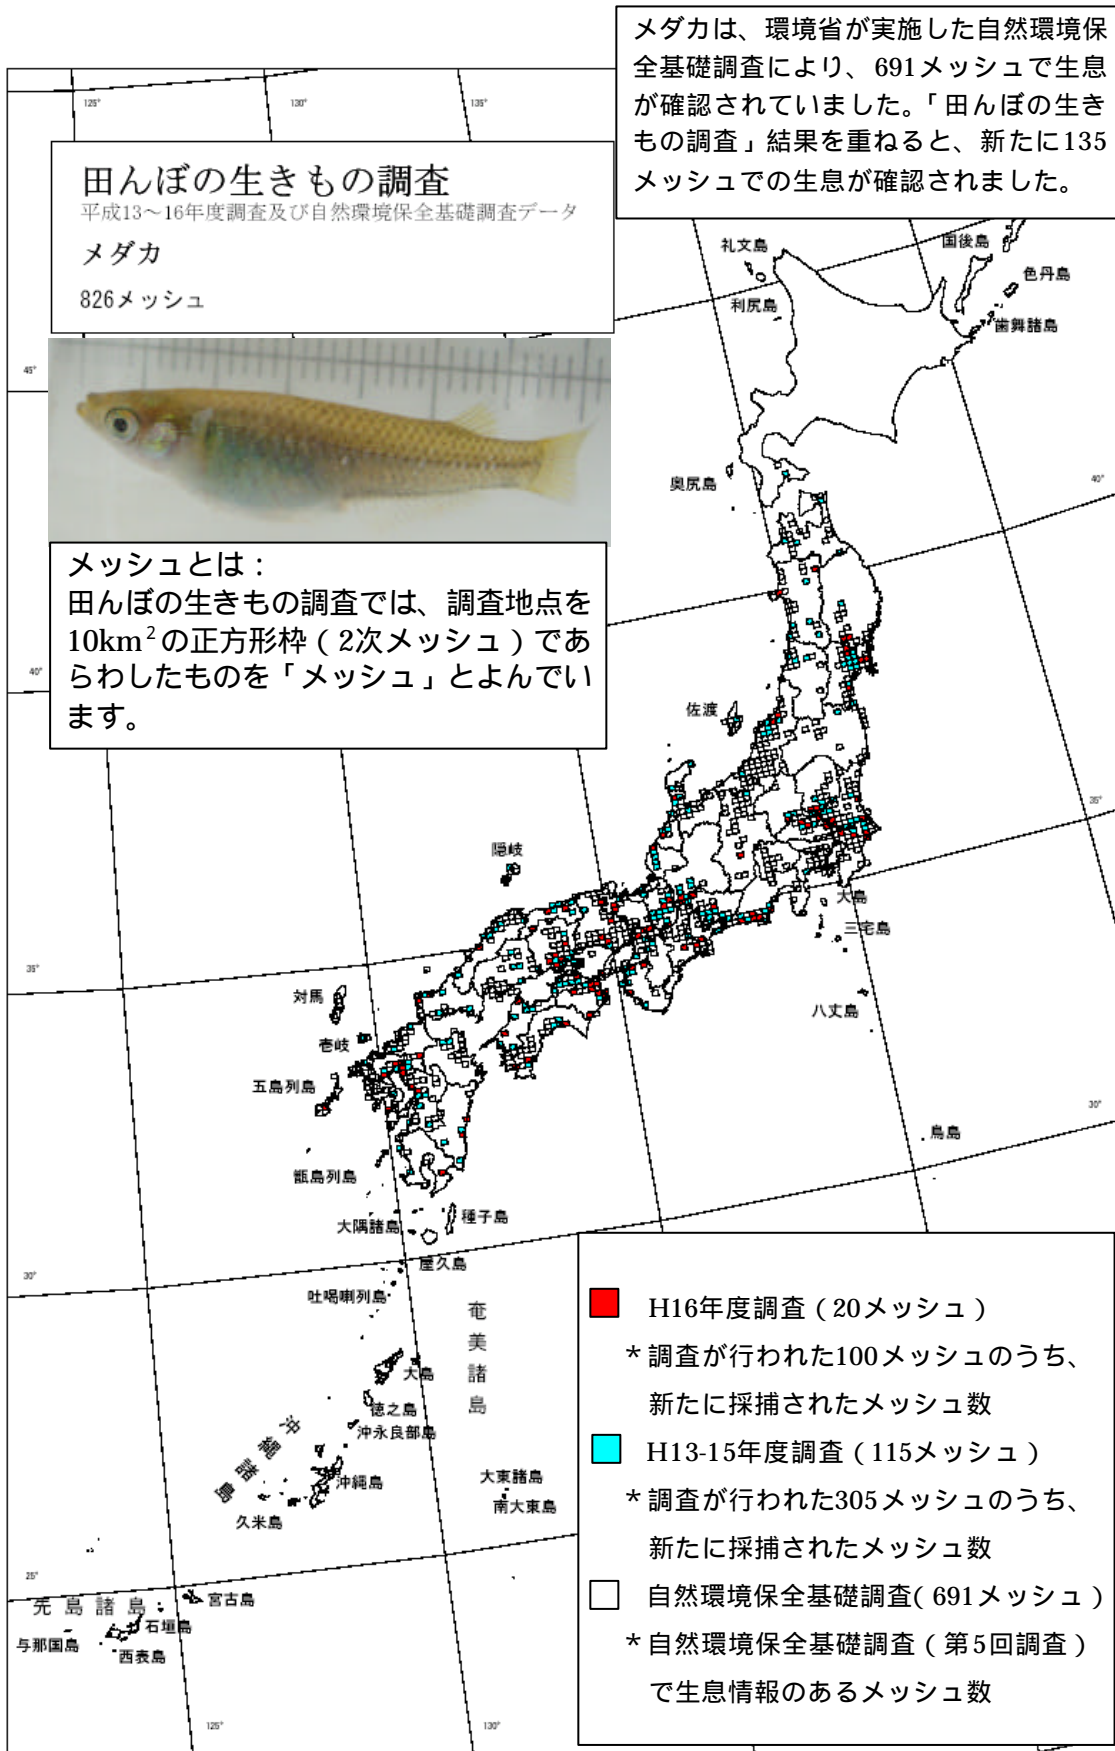 メダカは、環境省が実施した自然環境保
全基礎調査により、691メッシュで生息
が確認されていました。「田んぼの生き
もの調査」結果を重ねると、新たに135
メッシュでの生息が確認されました。
125°
130°
135°
田んぼの生きもの調査
平成13～16年度調査及び自然環境保全基礎調査データ
メダカ
826メッシュ
礼文島
国後島
色丹島
利尻島
歯舞諸島
45°
奥尻島
40°
メッシュとは：
田んぼの生きもの調査では、調査地点を
10km²の正方形枠（2次メッシュ）であ
らわしたものを「メッシュ」とよんでい
ます。
40°
佐渡
35°
隠岐
大島
三宅島
35°
対馬
八丈島
壱岐
五島列島
30°
鳥島
甑島列島
大隅諸島
種子島
屋久島
30°
吐喝喇列島
奄美諸島
大島
徳之島
沖永良部島
沖縄諸島
沖縄島
大東諸島
南大東島
久米島
25°
先島諸島
宮古島
石垣島
与那国島
西表島
125°
130°
H16年度調査（20メッシュ）
＊調査が行われた100メッシュのうち、
新たに採捕されたメッシュ数
H13-15年度調査（115メッシュ）
＊調査が行われた305メッシュのうち、
新たに採捕されたメッシュ数
自然環境保全基礎調査（691メッシュ）
＊自然環境保全基礎調査（第5回調査）
で生息情報のあるメッシュ数